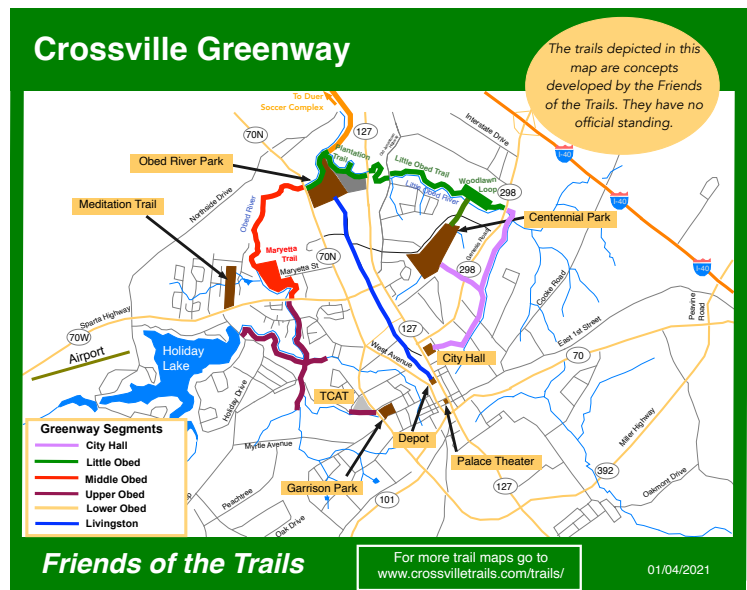 Crossville Greenway
The trails depicted in this
map are concepts
developed by the Friends
of the Trails. They have no
official standing.
To Duer
Soccer Complex
70N
127
Interstate Drive
I-40
Plantation
Trail
Obed River Park
Little Obed Trail
Little Obed River
Woodlawn
Loop
298
I-40
Northside Drive
Meditation Trail
Obed River
Centennial Park
Genesis Road
Maryetta
Trail
Maryetta St
70N
298
I-40
Cooke Road
Peavine
Road
Sparta Highway
70W
127
East 1st Street
Airport
Holiday
Lake
West Avenue
City Hall
70
Holiday Drive
TCAT
Miller Highway
Greenway Segments
City Hall
Little Obed
Middle Obed
Upper Obed
Lower Obed
Livingston
Myrtle Avenue
Depot
Palace Theater
392
Oakmont Drive
Garrison Park
127
101
Peachtree
Oak Drive
Friends of the Trails
For more trail maps go to
www.crossvilletrails.com/trails/
01/04/2021